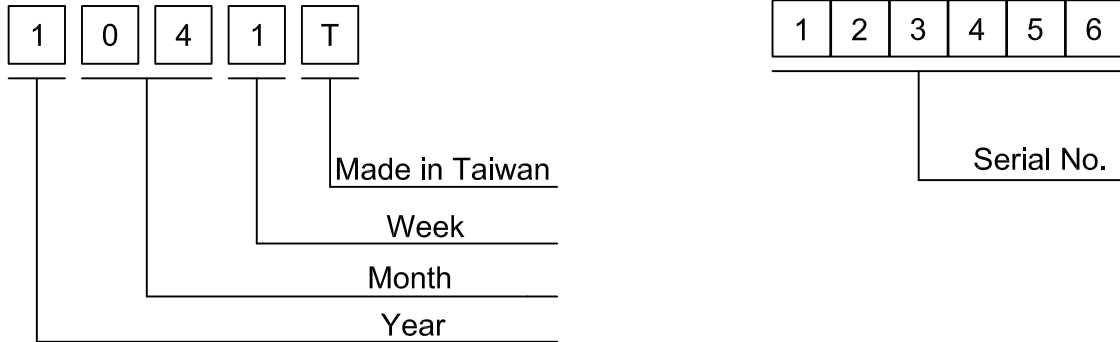 1 0 4 1 T
1 2 3 4 5 6
Made in Taiwan
Serial No.
Week
Month
Year